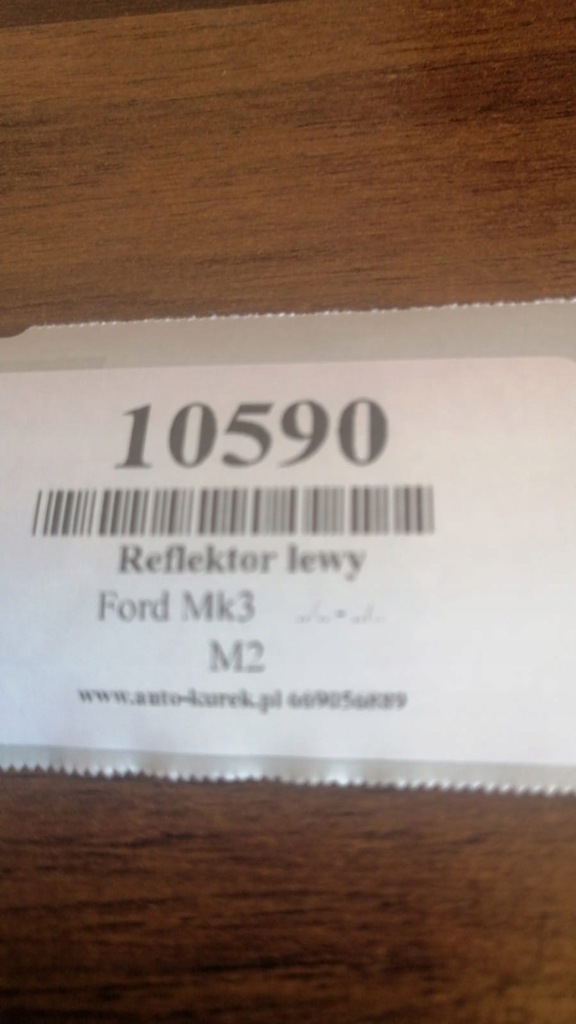 10590
Reflektor lewy
Ford Mk3
M2
www.auto-kurek.pl